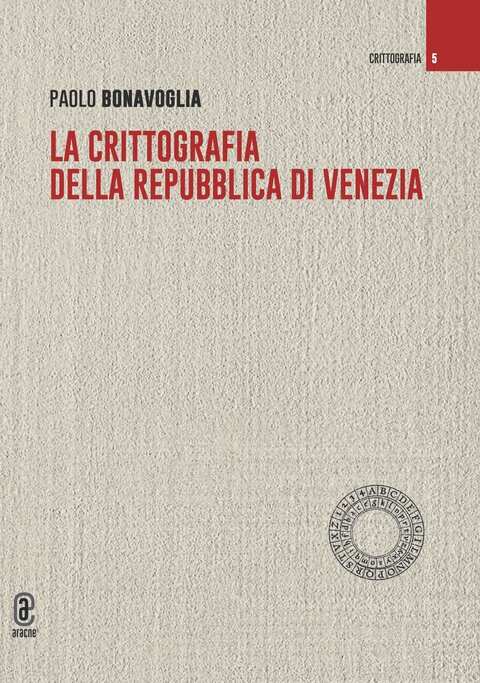 CRITTOGRAFIA 5
PAOLO BONAVOGLIA
LA CRITTOGRAFIA
DELLA REPUBBLICA DI VENEZIA
aracne